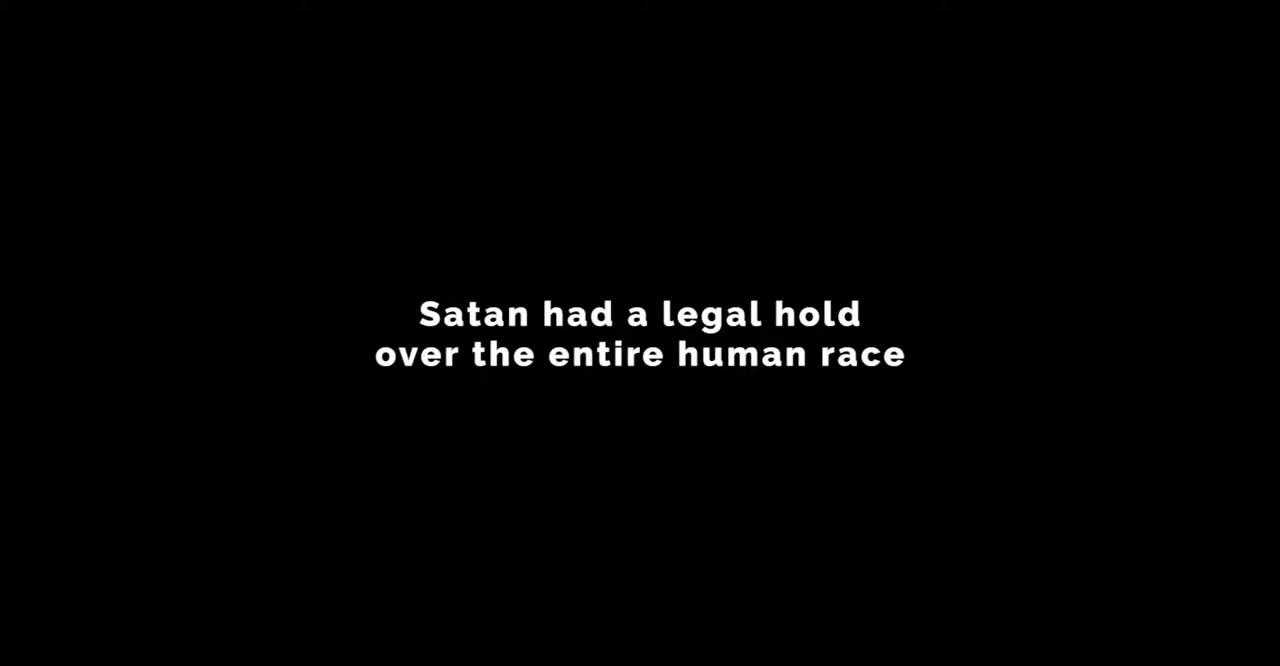 Satan had a legal hold
over the entire human race